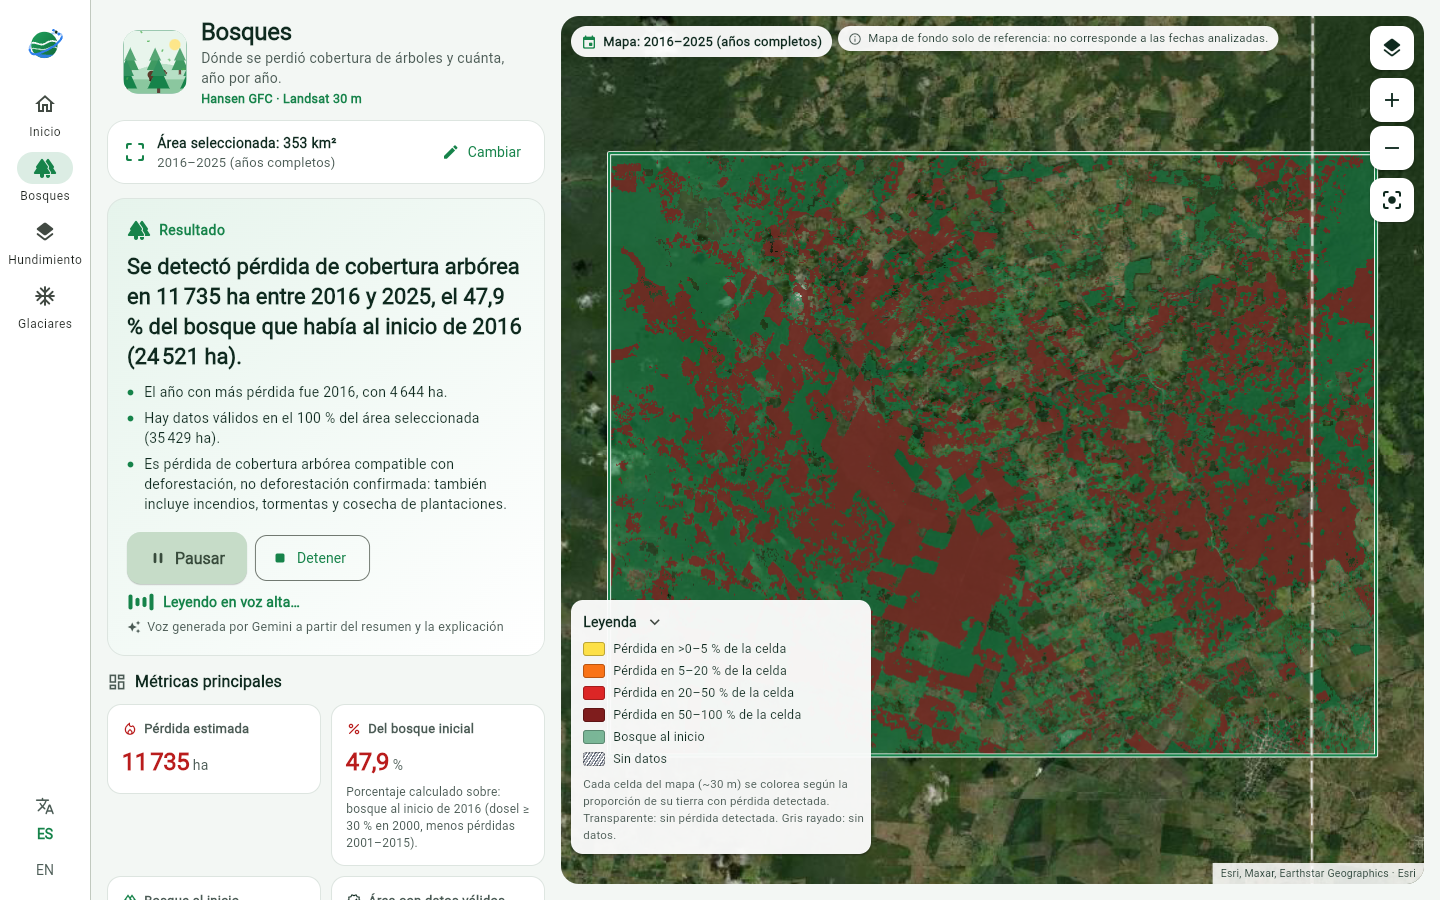 Inicio
Bosques
Hundimiento
Glaciares
ES
EN
Bosques
Dónde se perdió cobertura de árboles y cuánta,
año por año.
Hansen GFC · Landsat 30 m
Área seleccionada: 353 km²
2016–2025 (años completos)
Cambiar
Resultado
Se detectó pérdida de cobertura arbórea
en 11 735 ha entre 2016 y 2025, el 47,9
% del bosque que había al inicio de 2016
(24 521 ha).
El año con más pérdida fue 2016, con 4 644 ha.
Hay datos válidos en el 100 % del área seleccionada
(35 429 ha).
Es pérdida de cobertura arbórea compatible con
deforestación, no deforestación confirmada: también
incluye incendios, tormentas y cosecha de plantaciones.
Pausar
Detener
Leyendo en voz alta…
Voz generada por Gemini a partir del resumen y la explicación
Métricas principales
Pérdida estimada
11 735 ha
Del bosque inicial
47,9 %
Porcentaje calculado sobre:
bosque al inicio de 2016 (dosel ≥
30 % en 2000, menos pérdidas
2001–2015).
Bosque al inicio
Área con datos válidos
Mapa: 2016–2025 (años completos)
Mapa de fondo solo de referencia: no corresponde a las fechas analizadas.
Leyenda
Pérdida en >0–5 % de la celda
Pérdida en 5–20 % de la celda
Pérdida en 20–50 % de la celda
Pérdida en 50–100 % de la celda
Bosque al inicio
Sin datos
Cada celda del mapa (~30 m) se colorea según la
proporción de su tierra con pérdida detectada.
Transparente: sin pérdida detectada. Gris rayado: sin
datos.
Esri, Maxar, Earthstar Geographics · Esri